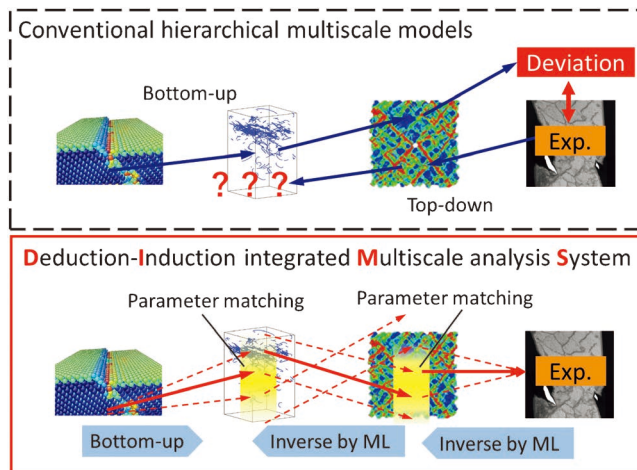 Conventional hierarchical multiscale models
Deviation
Bottom-up
Exp.
? ? ?
Top-down
Deduction-Induction integrated Multiscale analysis System
Parameter matching
Parameter matching
Exp.
Bottom-up
Inverse by ML
Inverse by ML